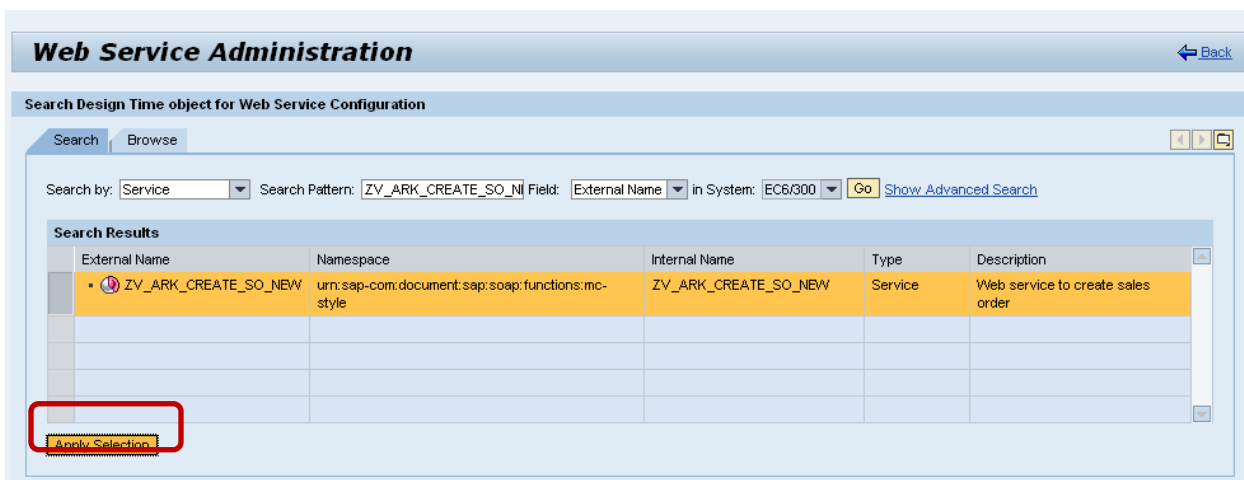 Web Service Administration
Back
Search Design Time object for Web Service Configuration
Search Browse
Search by: Service Search Pattern: ZV_ARK_CREATE_SO_NI Field: External Name in System: EC6/300 Go Show Advanced Search
Search Results
External Name Namespace Internal Name Type Description
ZV_ARK_CREATE_SO_NEW urn:sap-com:document:sap:soap:functions:mc- ZV_ARK_CREATE_SO_NEW Service Web service to create sales
style order
Apply Selection